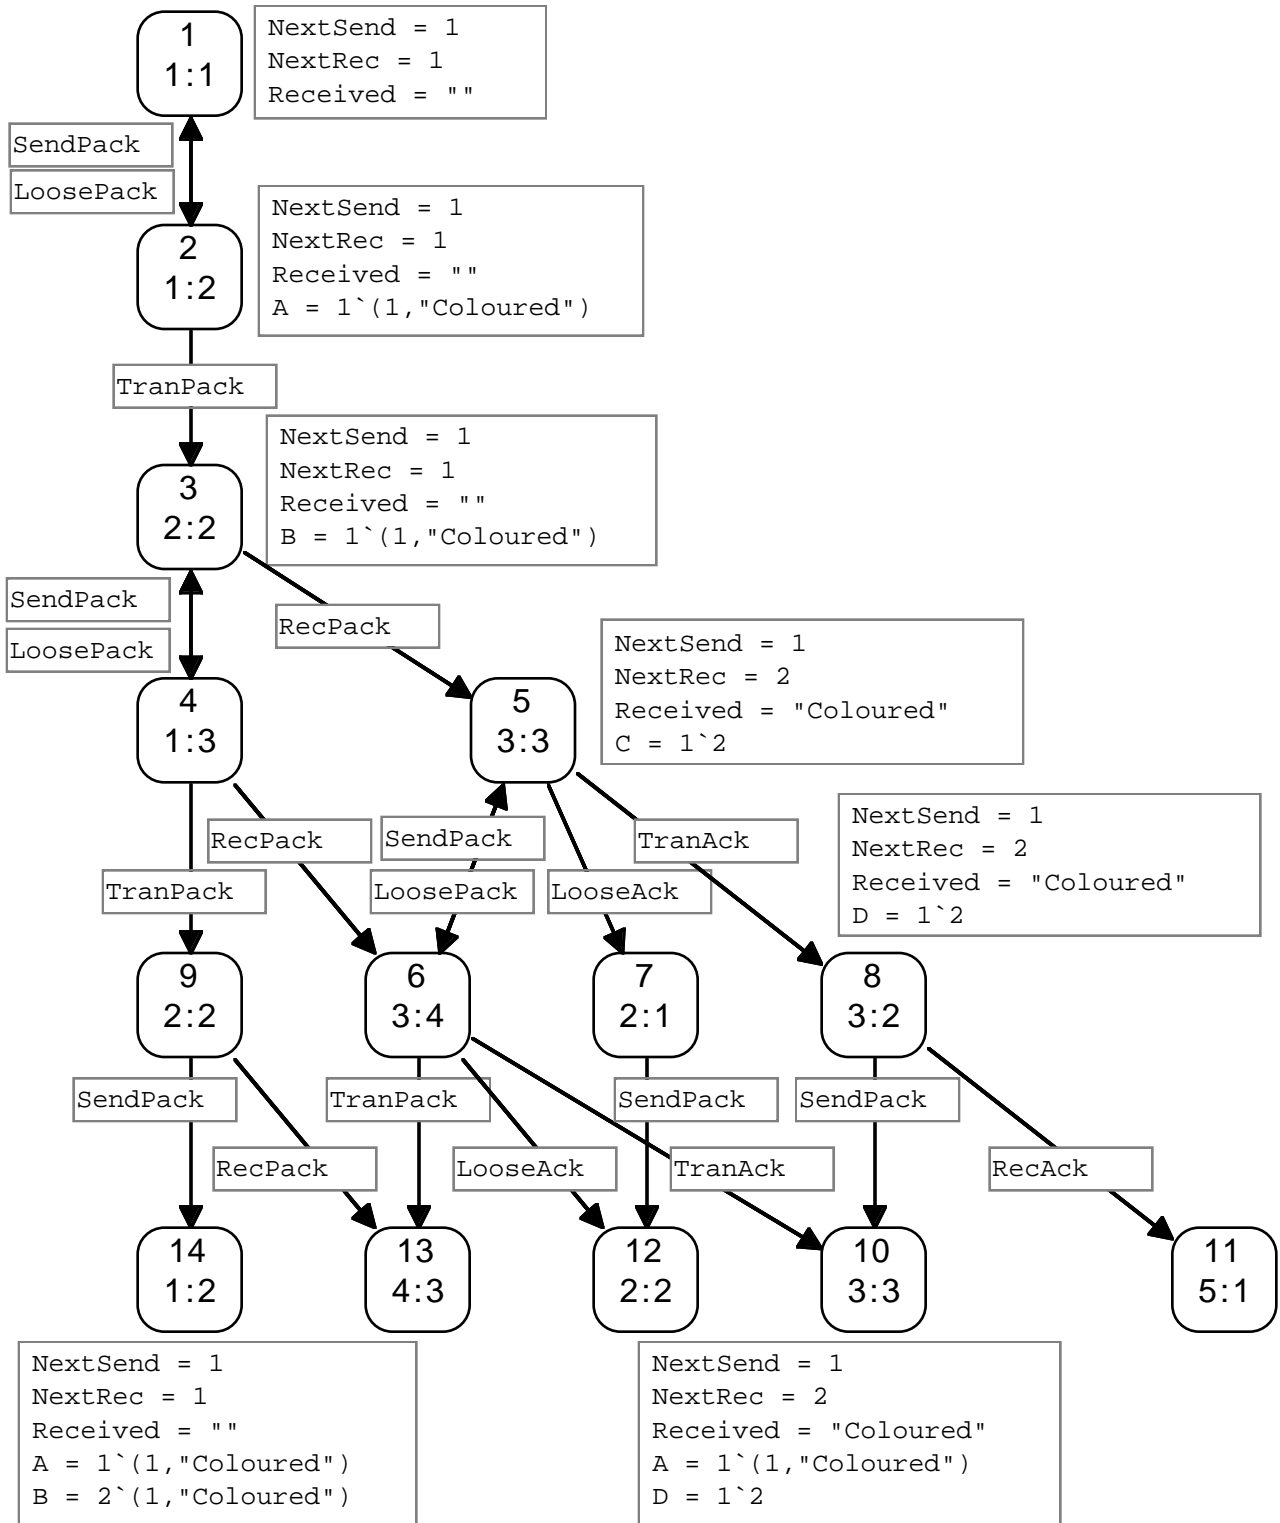 1
1:1
NextSend = 1
NextRec = 1
Received = ""
SendPack
LoosePack
2
1:2
NextSend = 1
NextRec = 1
Received = ""
A = 1`(1,"Coloured")
TranPack
3
2:2
NextSend = 1
NextRec = 1
Received = ""
B = 1`(1,"Coloured")
SendPack
LoosePack
RecPack
4
1:3
5
3:3
NextSend = 1
NextRec = 2
Received = "Coloured"
C = 1`2
RecPack
SendPack
TranAck
TranPack
LoosePack
LooseAck
NextSend = 1
NextRec = 2
Received = "Coloured"
D = 1`2
9
2:2
6
3:4
7
2:1
8
3:2
SendPack
TranPack
SendPack
SendPack
RecPack
LooseAck
TranAck
RecAck
14
1:2
13
4:3
12
2:2
10
3:3
11
5:1
NextSend = 1
NextRec = 1
Received = ""
A = 1`(1,"Coloured")
B = 2`(1,"Coloured")
NextSend = 1
NextRec = 2
Received = "Coloured"
A = 1`(1,"Coloured")
D = 1`2